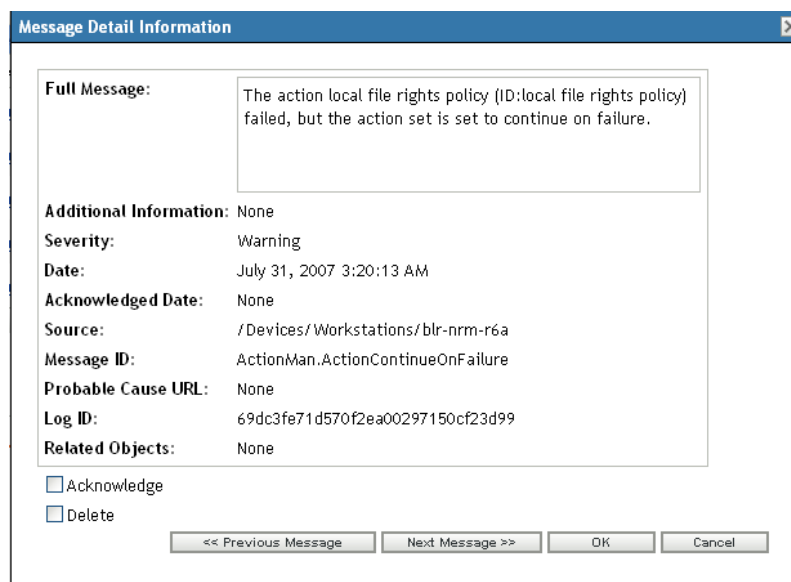 Message Detail Information
Full Message:
The action local file rights policy (ID:local file rights policy)
failed, but the action set is set to continue on failure.
Additional Information: None
Severity: Warning
Date: July 31, 2007 3:20:13 AM
Acknowledged Date: None
Source: /Devices/Workstations/blr-nrm-r6a
Message ID: ActionMan.ActionContinueOnFailure
Probable Cause URL: None
Log ID: 69dc3fe71d570f2ea00297150cf23d99
Related Objects: None
Acknowledge
Delete
<< Previous Message Next Message >> OK Cancel